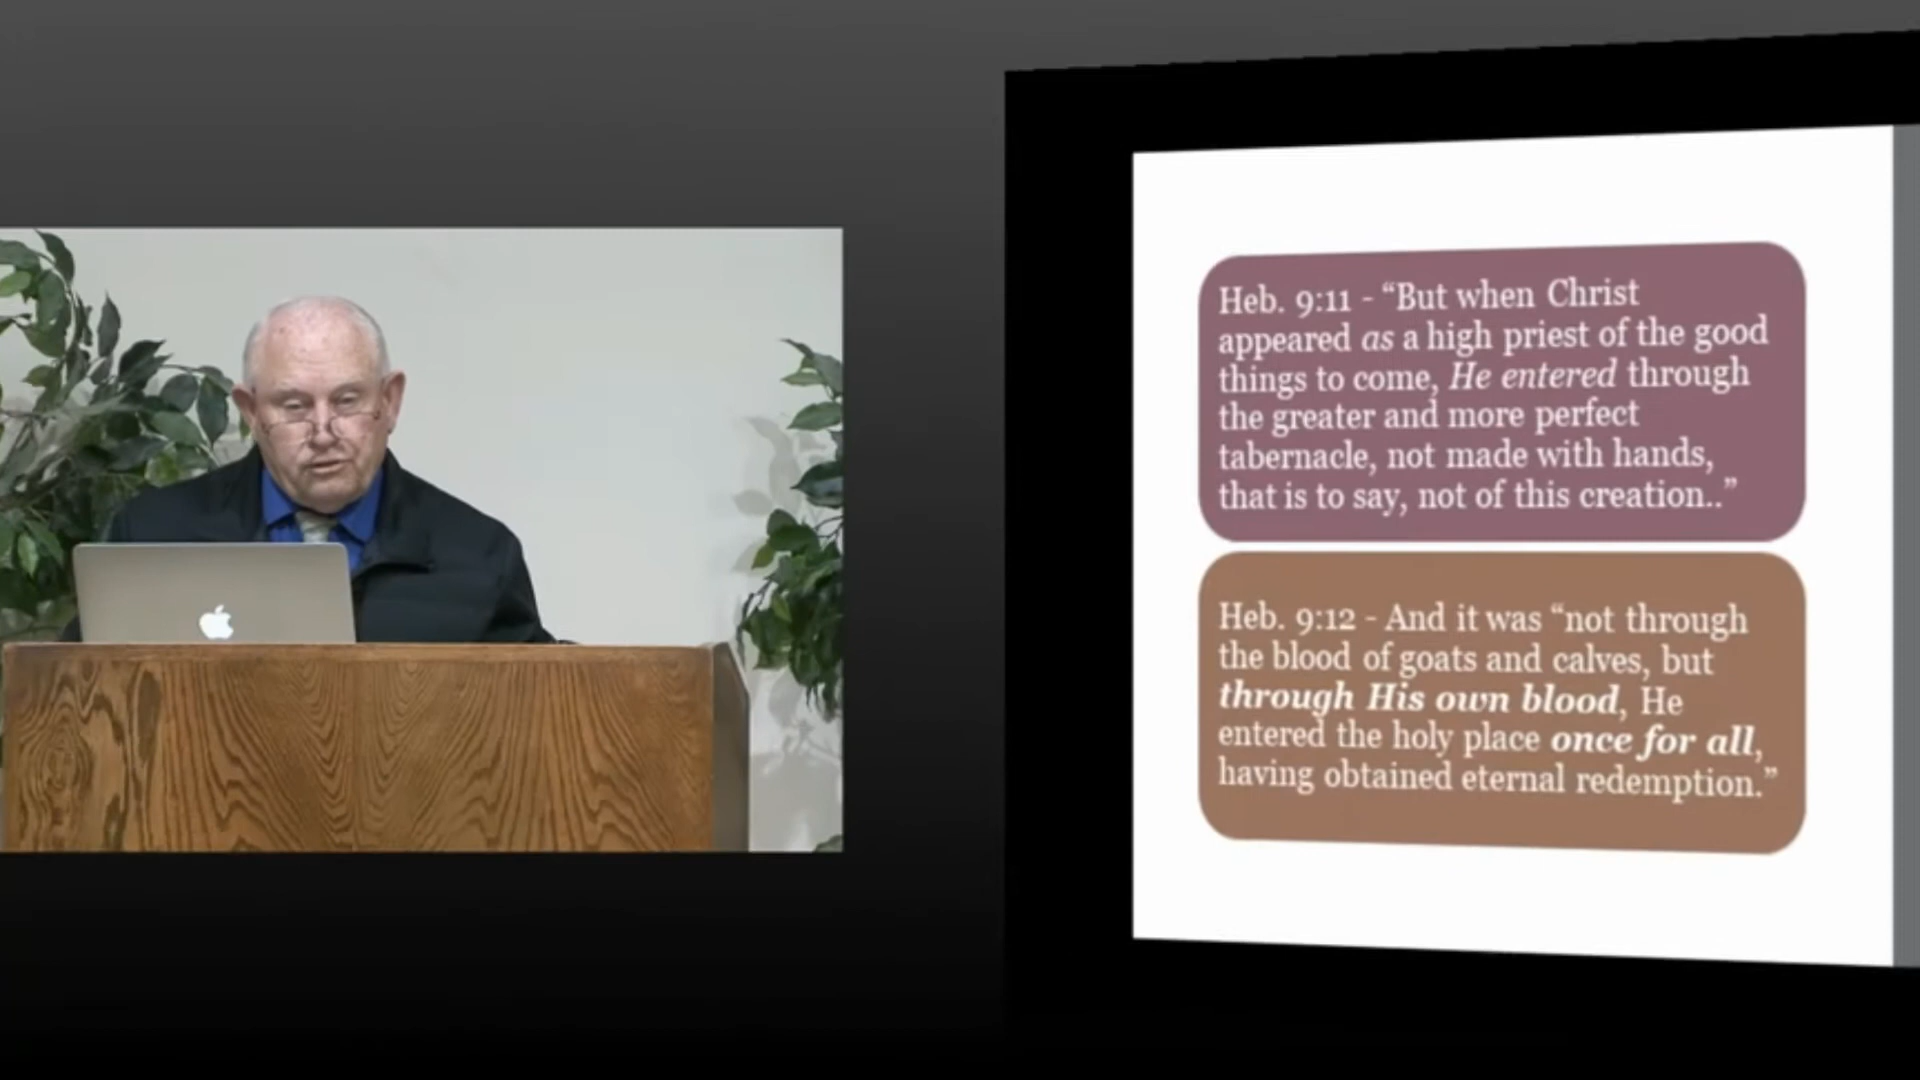 Heb. 9:11 - “But when Christ
appeared as a high priest of the good
things to come, He entered through
the greater and more perfect
tabernacle, not made with hands,
that is to say, not of this creation..”
Heb. 9:12 - And it was “not through
the blood of goats and calves, but
through His own blood, He
entered the holy place once for all,
having obtained eternal redemption.”